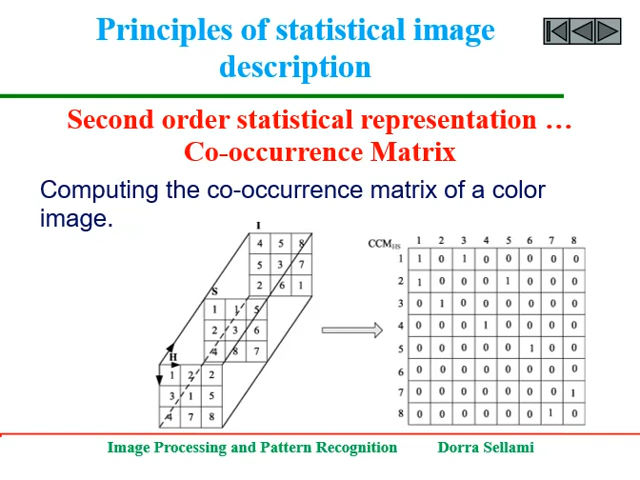 Principles of statistical image
description
Second order statistical representation …
Co-occurrence Matrix
Computing the co-occurrence matrix of a color
image.
I
4 5 8
5 3 7
2 6 1
S
1 1 5
2 3 6
4 8 7
H
1 2 2
3 1 5
4 7 8
CCM_HS 1 2 3 4 5 6 7 8
1 1 0 1 0 0 0 0 0
2 1 0 0 0 1 0 0 0
3 0 1 0 0 0 0 0 0
4 0 0 0 1 0 0 0 0
5 0 0 0 0 0 1 0 0
6 0 0 0 0 0 0 0 0
7 0 0 0 0 0 0 0 1
8 0 0 0 0 0 0 1 0
Image Processing and Pattern Recognition Dorra Sellami